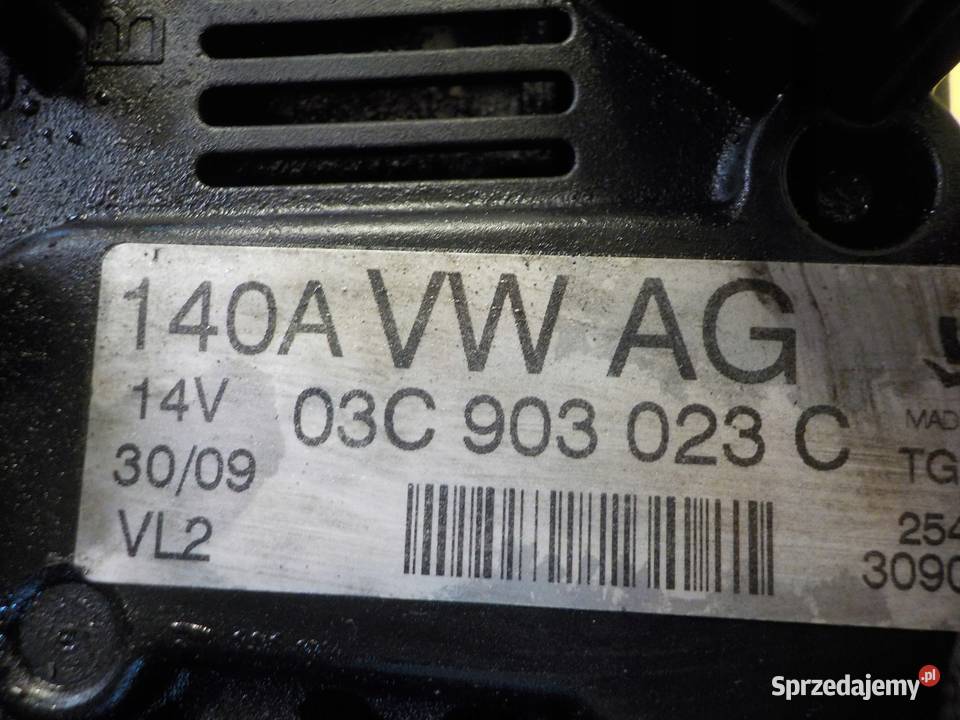 140A VW AG
14V 03C 903 023 C
30/09
VL2
MAD
TG
254
3090
B
Sprzedajemy.pl